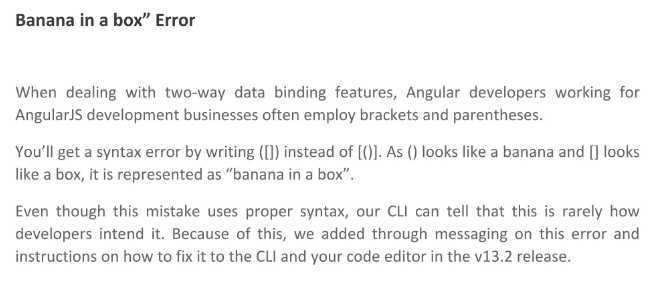 Banana in a box” Error
When dealing with two-way data binding features, Angular developers working for
AngularJS development businesses often employ brackets and parentheses.
You’ll get a syntax error by writing ([]) instead of [()]. As () looks like a banana and [] looks
like a box, it is represented as “banana in a box”.
Even though this mistake uses proper syntax, our CLI can tell that this is rarely how
developers intend it. Because of this, we added through messaging on this error and
instructions on how to fix it to the CLI and your code editor in the v13.2 release.